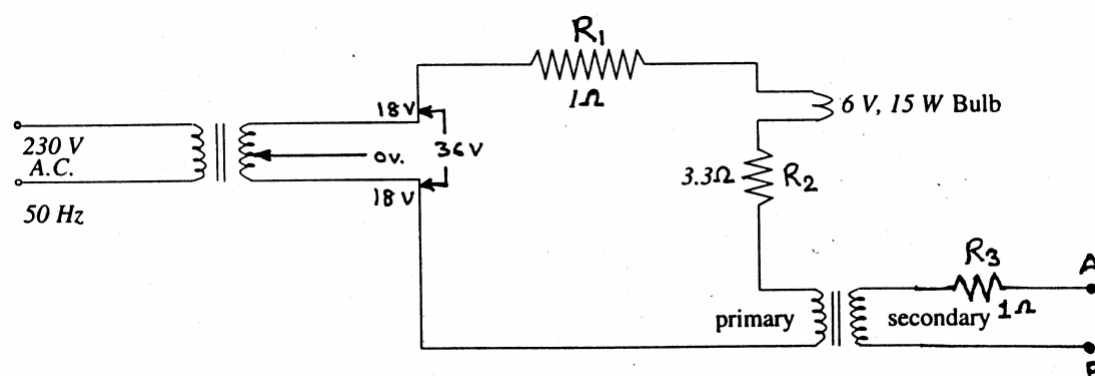 R1
1Ω
18V
6 V, 15 W Bulb
230 V
A.C.
0v.
36V
3.3Ω
R2
18V
50 Hz
R3
A
primary
secondary
1Ω